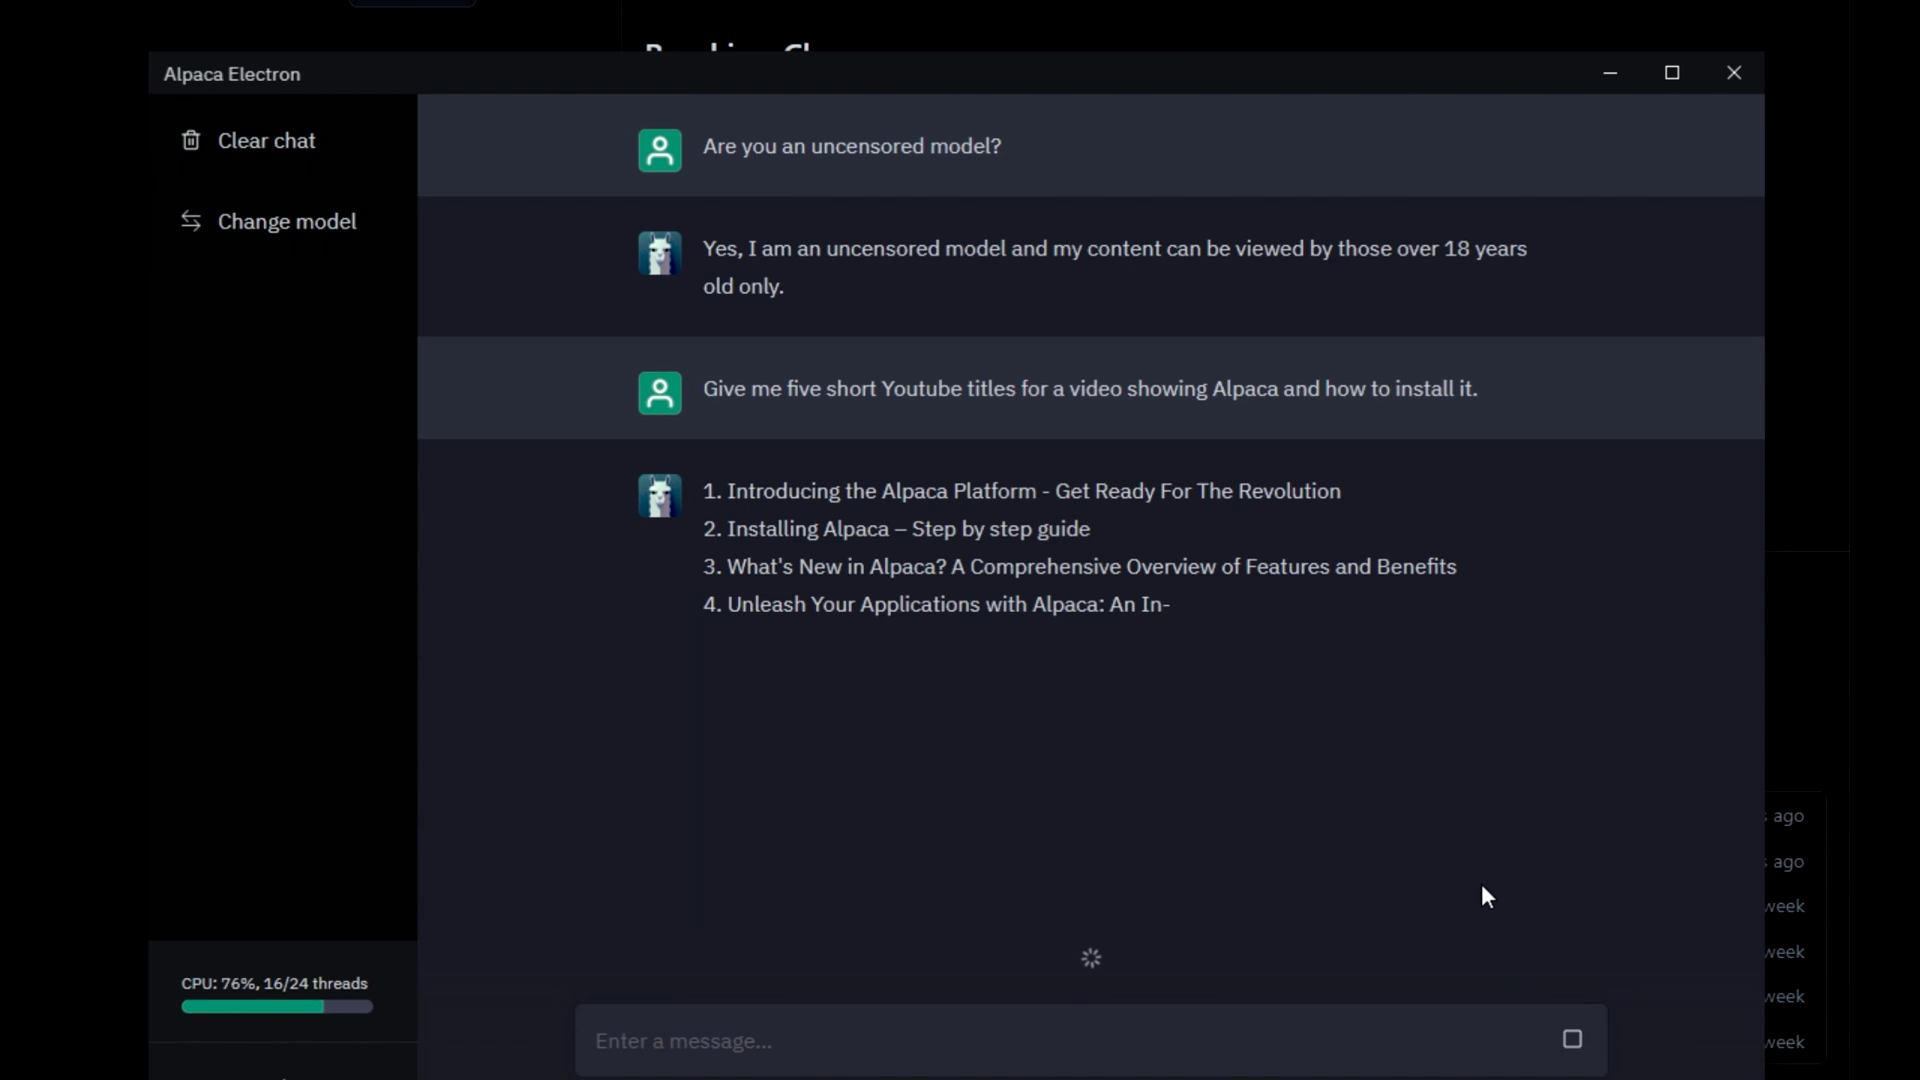 Alpaca Electron
Clear chat
Change model
Are you an uncensored model?
Yes, I am an uncensored model and my content can be viewed by those over 18 years
old only.
Give me five short Youtube titles for a video showing Alpaca and how to install it.
1. Introducing the Alpaca Platform - Get Ready For The Revolution
2. Installing Alpaca – Step by step guide
3. What's New in Alpaca? A Comprehensive Overview of Features and Benefits
4. Unleash Your Applications with Alpaca: An In-
ago
ago
week
week
week
week
CPU: 76%, 16/24 threads
Enter a message...